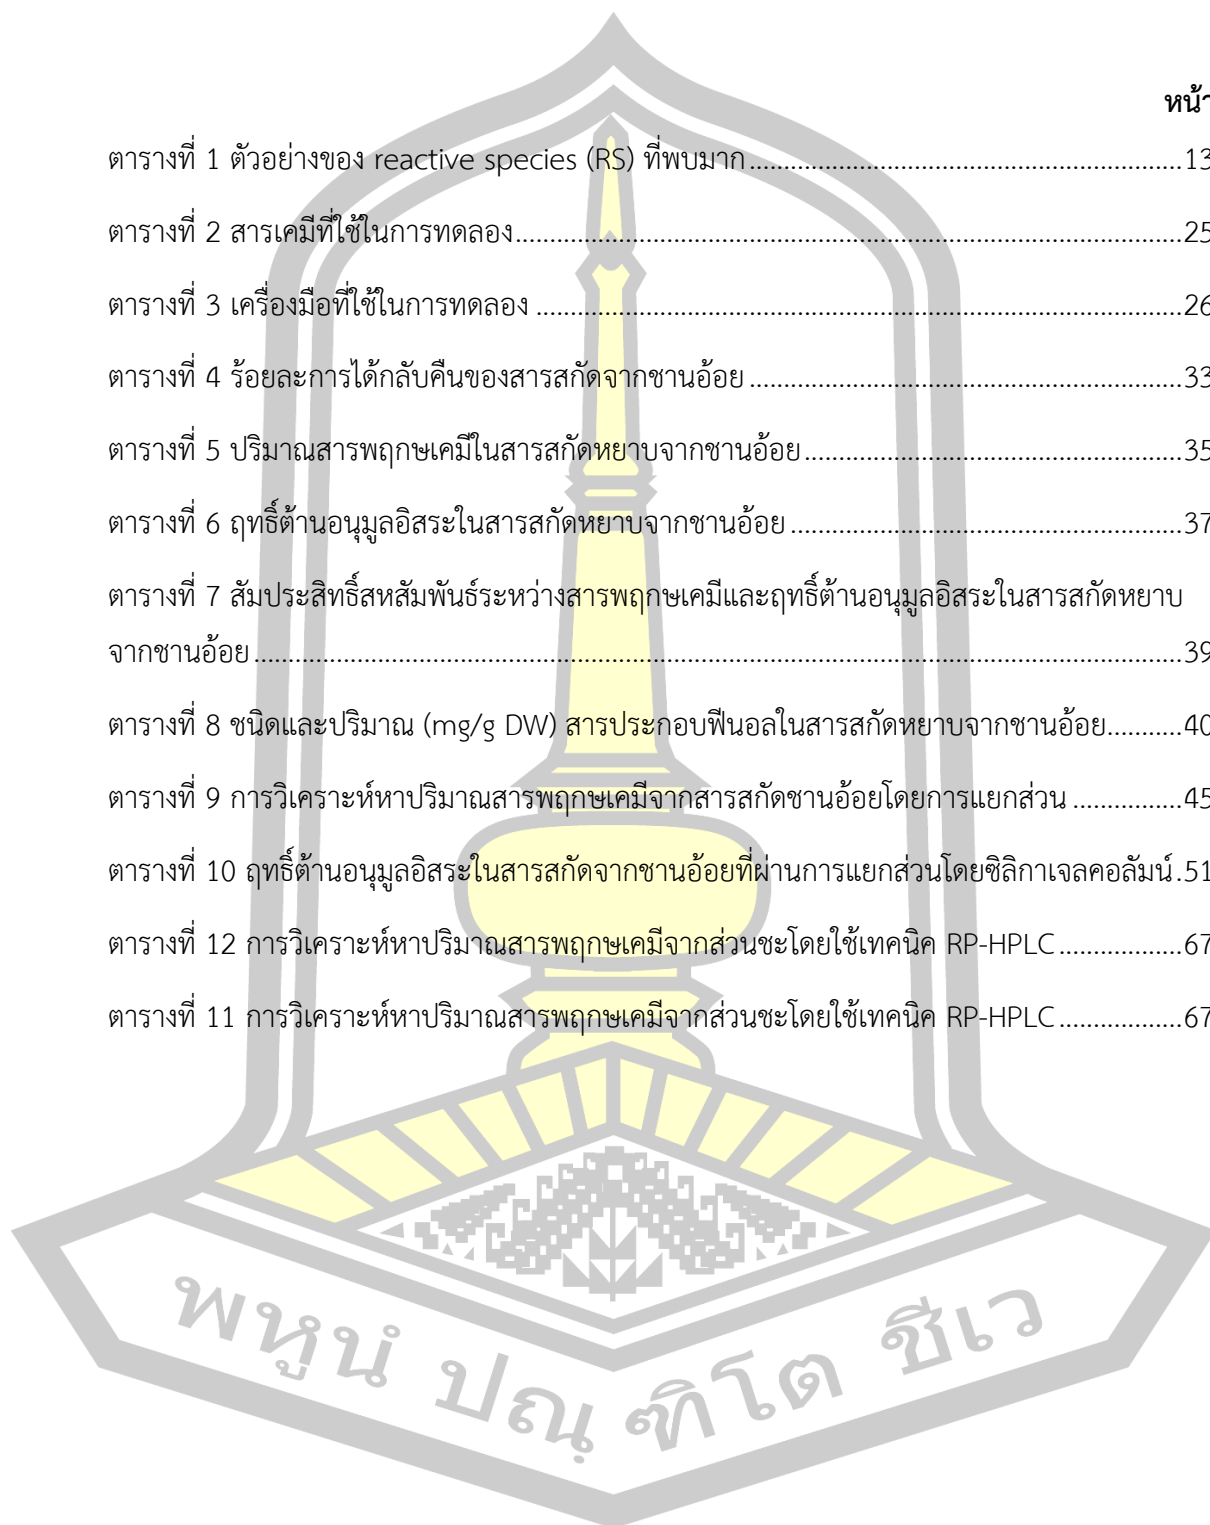 หน้า
ตารางที่ 1 ตัวอย่างของ reactive species (RS) ที่พบมาก..........13
ตารางที่ 2 สารเคมีที่ใช้ในการทดลอง..........25
ตารางที่ 3 เครื่องมือที่ใช้ในการทดลอง ..........26
ตารางที่ 4 ร้อยละการได้กลับคืนของสารสกัดจากชานอ้อย..........33
ตารางที่ 5 ปริมาณสารพฤกษเคมีในสารสกัดหยาบจากชานอ้อย..........35
ตารางที่ 6 ฤทธิ์ต้านอนุมูลอิสระในสารสกัดหยาบจากชานอ้อย..........37
ตารางที่ 7 สัมประสิทธิ์สหสัมพันธ์ระหว่างสารพฤกษเคมีและฤทธิ์ต้านอนุมูลอิสระในสารสกัดหยาบ
จากชานอ้อย..........39
ตารางที่ 8 ชนิดและปริมาณ (mg/g DW) สารประกอบฟีนอลในสารสกัดหยาบจากชานอ้อย...........40
ตารางที่ 9 การวิเคราะห์หาปริมาณสารพฤกษเคมีจากสารสกัดชานอ้อยโดยการแยกส่วน .................45
ตารางที่ 10 ฤทธิ์ต้านอนุมูลอิสระในสารสกัดจากชานอ้อยที่ผ่านการแยกส่วนโดยซิลิกาเจลคอลัมน์.51
ตารางที่ 12 การวิเคราะห์หาปริมาณสารพฤกษเคมีจากส่วนชะโดยใช้เทคนิค RP-HPLC...................67
ตารางที่ 11 การวิเคราะห์หาปริมาณสารพฤกษเคมีจากส่วนชะโดยใช้เทคนิค RP-HPLC...................67
พหูนํ ปณฺ ฑิโต ชีเว